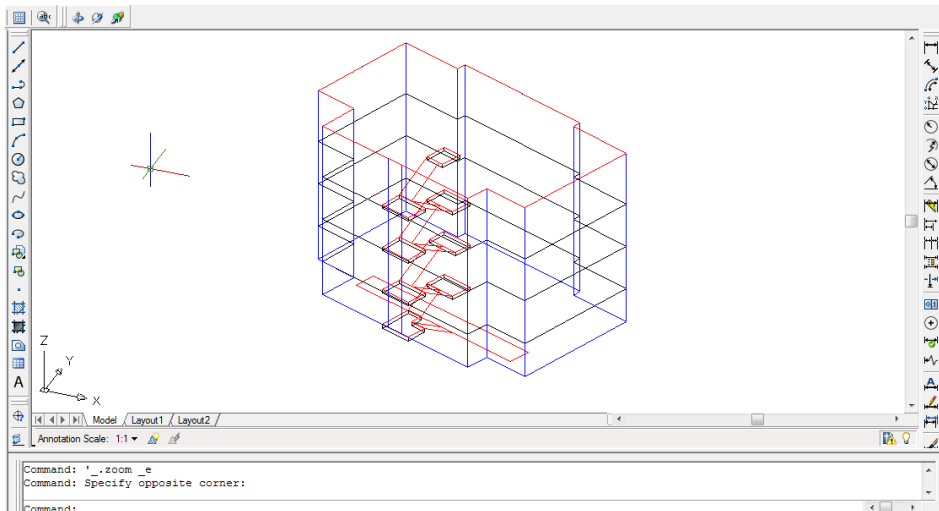 Z
Y
X
A
Model / Layout1 / Layout2 /
Annotation Scale: 1:1
Command: '_.zoom _e
Command: Specify opposite corner:
Command: